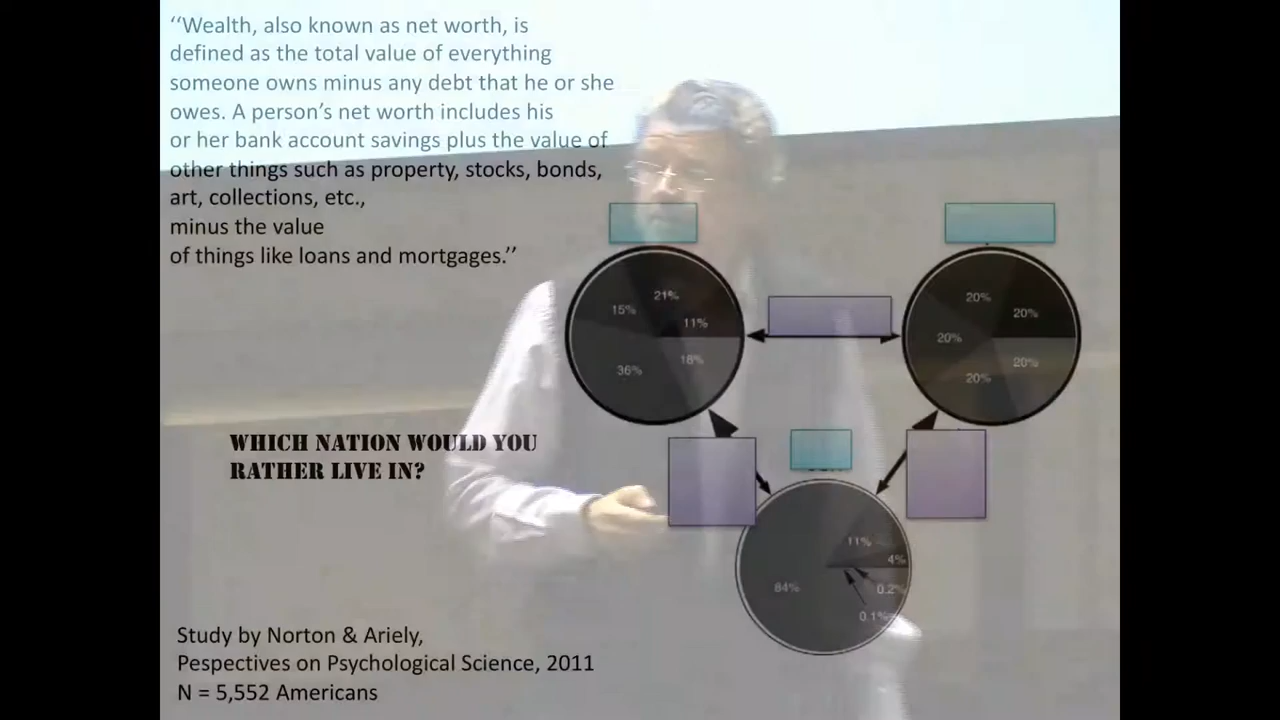 ‘‘Wealth, also known as net worth, is
defined as the total value of everything
someone owns minus any debt that he or she
owes. A person’s net worth includes his
or her bank account savings plus the value of
other things such as property, stocks, bonds,
art, collections, etc.,
minus the value
of things like loans and mortgages.’’
21%
15%
11%
18%
36%
20%
20%
20%
20%
20%
WHICH NATION WOULD YOU
RATHER LIVE IN?
11%
4%
84%
0.2%
0.1%
Study by Norton & Ariely,
Pespectives on Psychological Science, 2011
N = 5,552 Americans